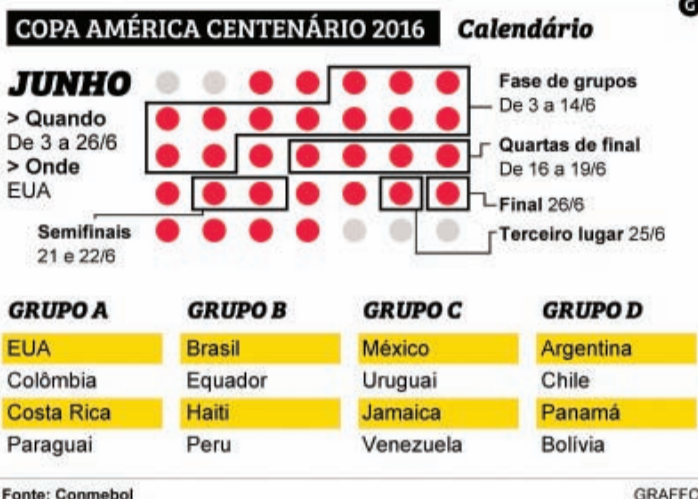 G
COPA AMÉRICA CENTENÁRIO 2016 Calendário
JUNHO
> Quando
De 3 a 26/6
> Onde
EUA
Fase de grupos
De 3 a 14/6
Quartas de final
De 16 a 19/6
Final 26/6
Terceiro lugar 25/6
Semifinais
21 e 22/6
GRUPO A GRUPO B GRUPO C GRUPO D
EUA Brasil México Argentina
Colômbia Equador Uruguai Chile
Costa Rica Haiti Jamaica Panamá
Paraguai Peru Venezuela Bolívia
Fonte: Conmebol GRAFFO